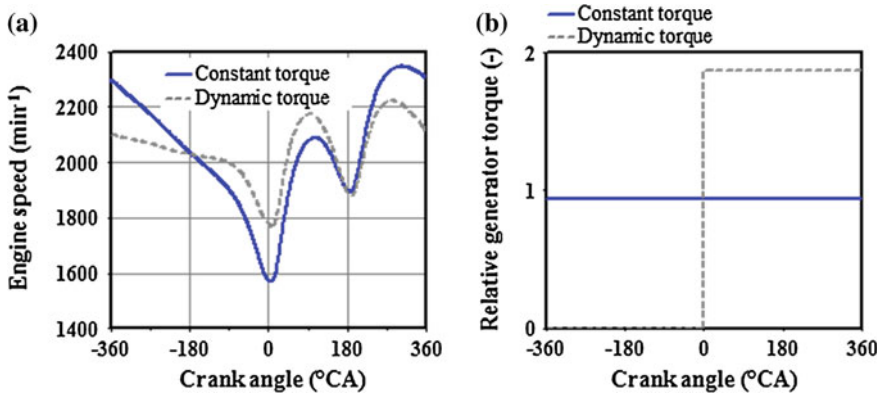 (a)
Engine speed (min-1)
2400
2200
2000
1800
1600
1400
Constant torque
Dynamic torque
-360
-180
0
180
360
Crank angle (°CA)
(b)
Constant torque
Dynamic torque
Relative generator torque (-)
2
1
0
-360
-180
0
180
360
Crank angle (°CA)